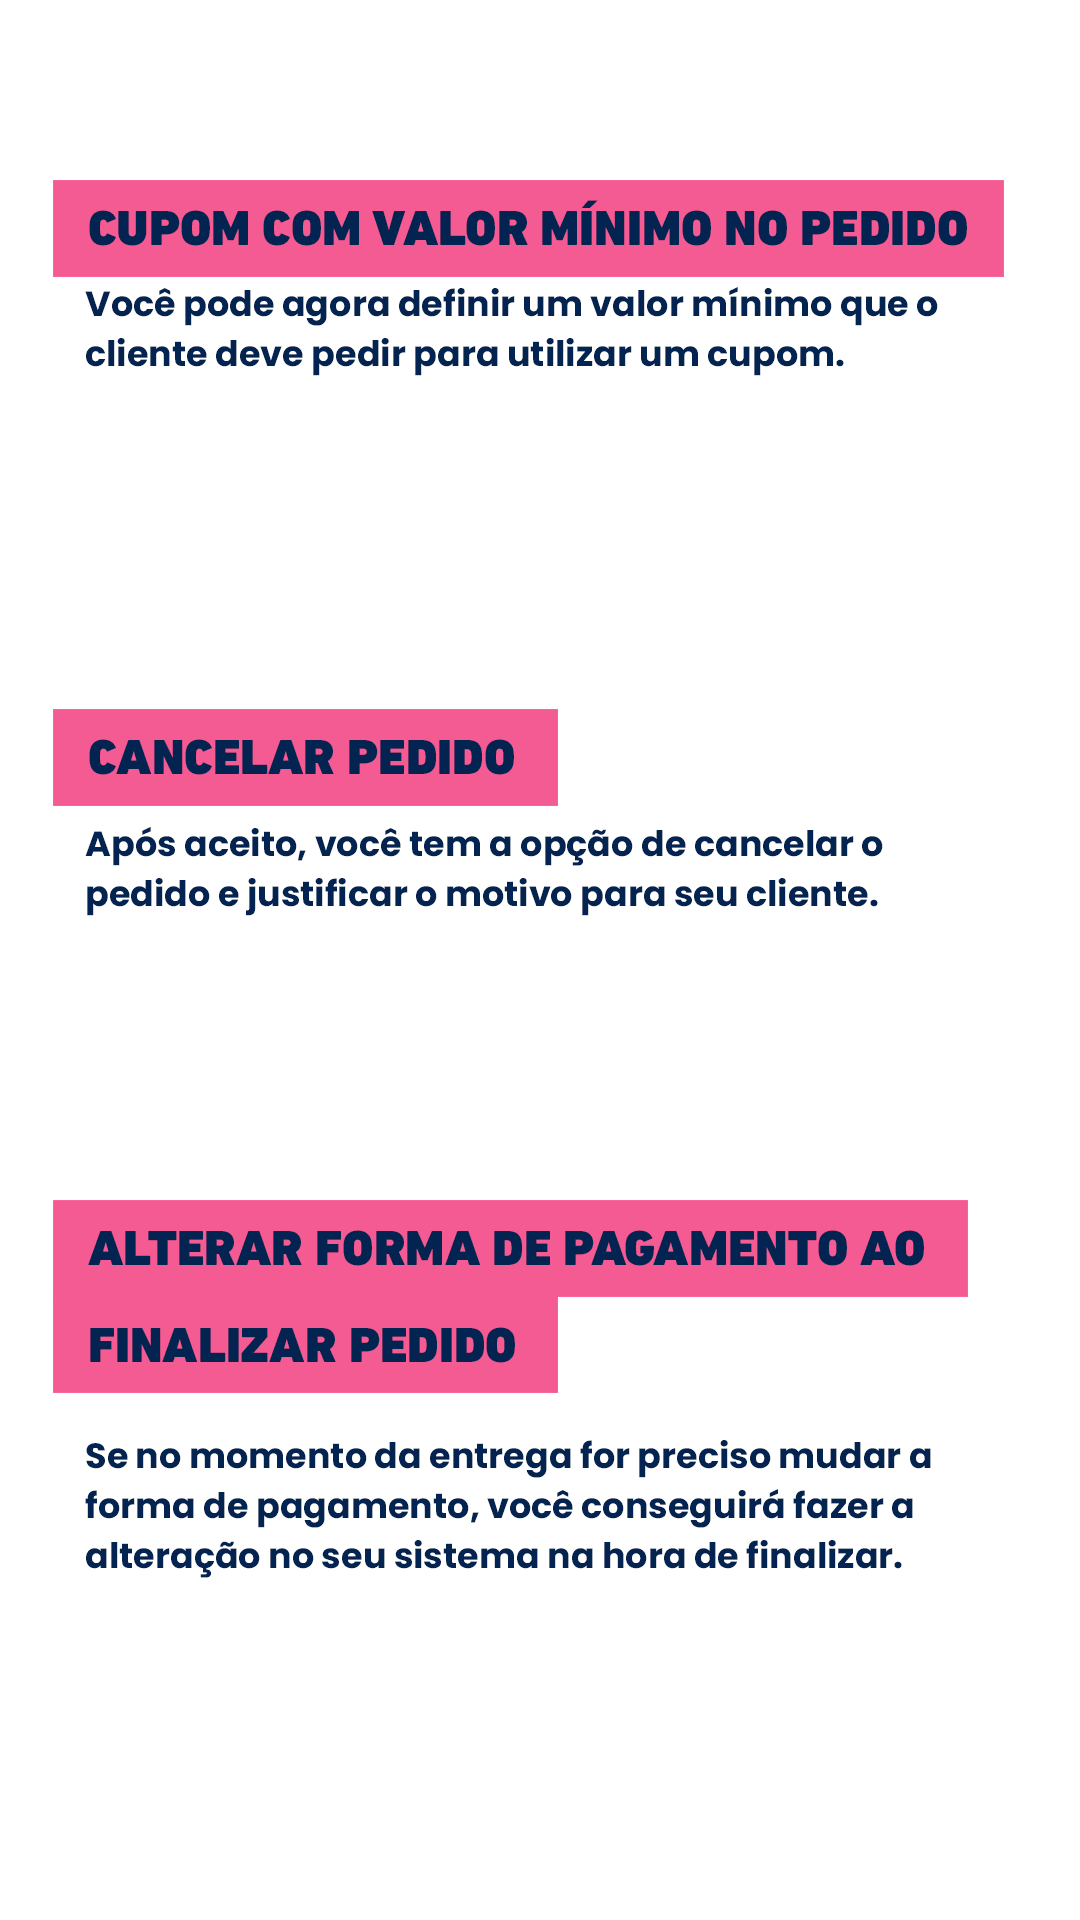 CUPOM COM VALOR MÍNIMO NO PEDIDO
Você pode agora definir um valor mínimo que o
cliente deve pedir para utilizar um cupom.
CANCELAR PEDIDO
Após aceito, você tem a opção de cancelar o
pedido e justificar o motivo para seu cliente.
ALTERAR FORMA DE PAGAMENTO AO
FINALIZAR PEDIDO
Se no momento da entrega for preciso mudar a
forma de pagamento, você conseguirá fazer a
alteração no seu sistema na hora de finalizar.